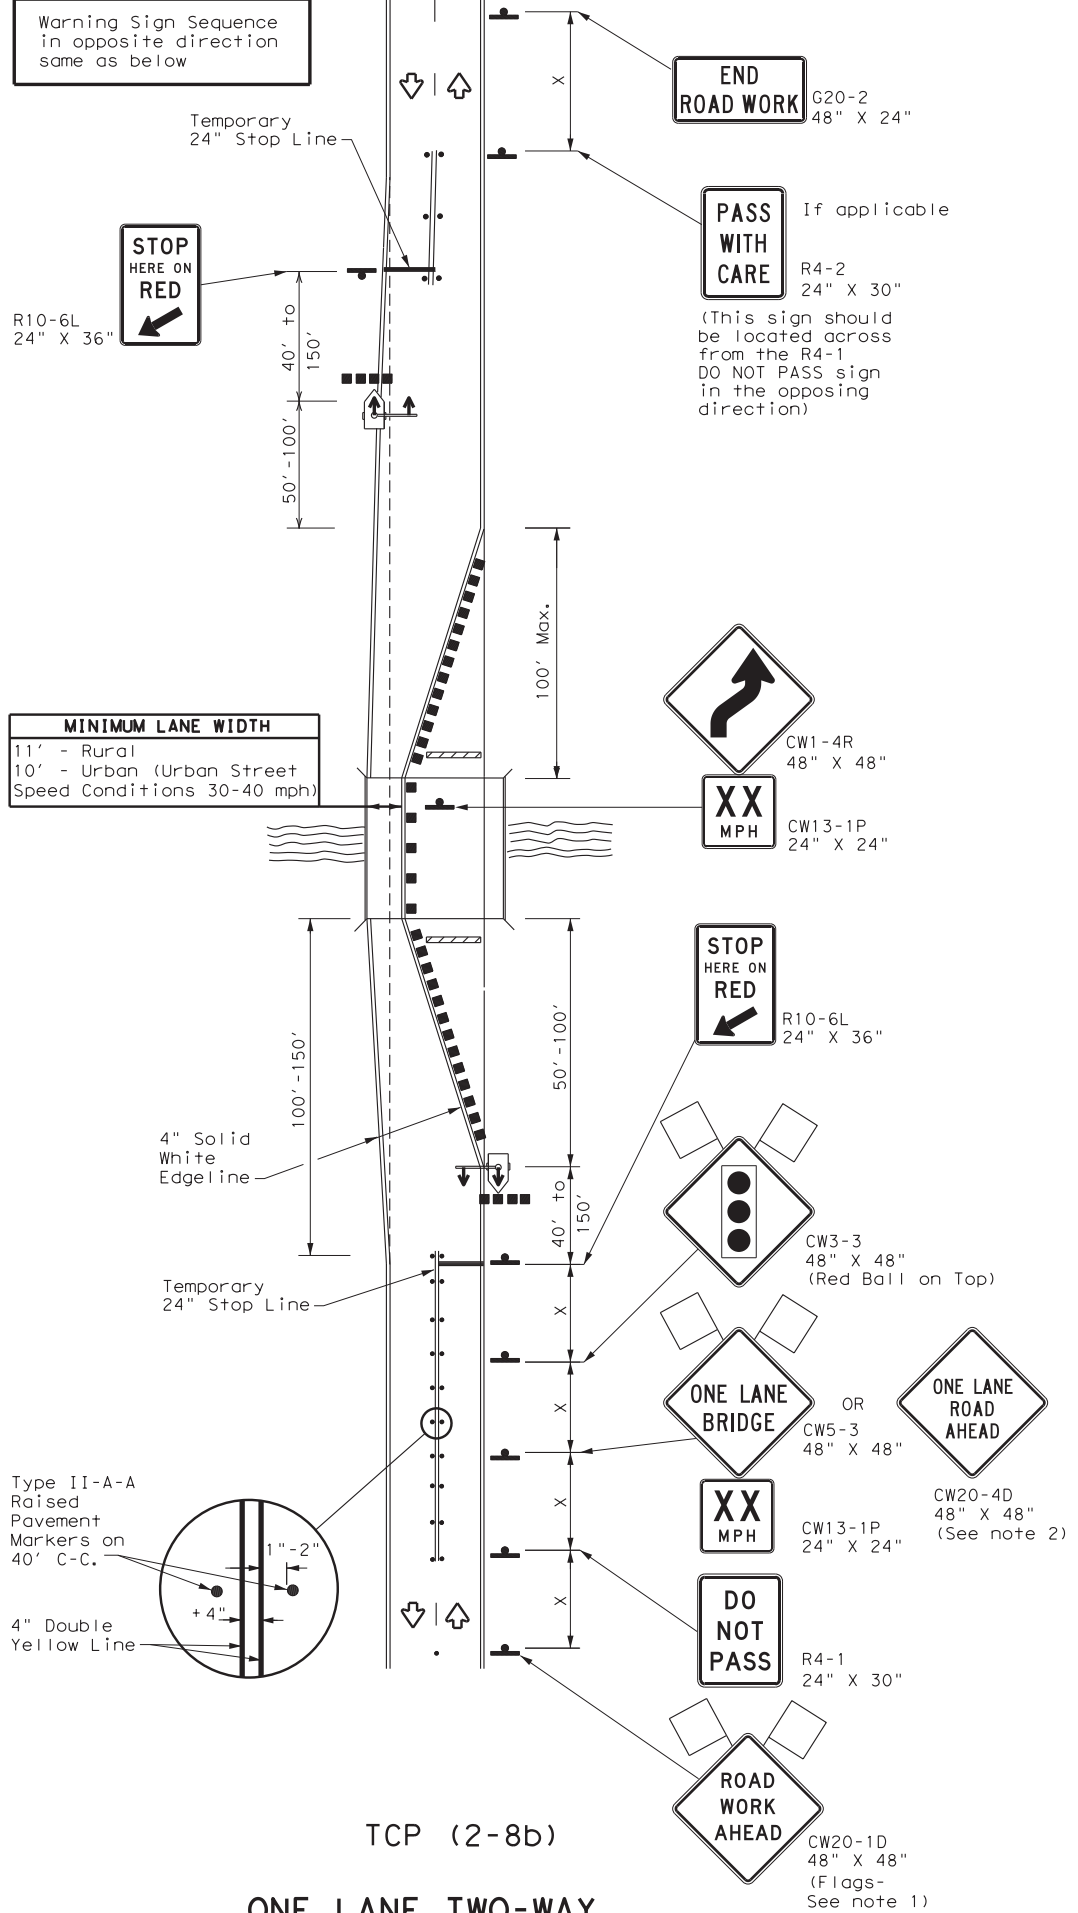 Warning Sign Sequence
in opposite direction
same as below
END
ROAD WORK
G20-2
48" X 24"
X
Temporary
24" Stop Line
PASS
WITH
CARE
If applicable
R4-2
24" X 30"
(This sign should
be located across
from the R4-1
DO NOT PASS sign
in the opposing
direction)
STOP
HERE ON
RED
R10-6L
24" X 36"
40' to
150'
50'-100'
100' Max.
CW1-4R
48" X 48"
MINIMUM LANE WIDTH
11' - Rural
10' - Urban (Urban Street
Speed Conditions 30-40 mph)
XX
MPH
CW13-1P
24" X 24"
STOP
HERE ON
RED
R10-6L
24" X 36"
100'-150'
50'-100'
4" Solid
White
Edgeline
40' to
150'
CW3-3
48" X 48"
(Red Ball on Top)
Temporary
24" Stop Line
X
ONE LANE
BRIDGE
OR
CW5-3
48" X 48"
ONE LANE
ROAD
AHEAD
CW20-4D
48" X 48"
(See note 2)
X
XX
MPH
CW13-1P
24" X 24"
X
Type II-A-A
Raised
Pavement
Markers on
40' C-C.
1"-2"
+4"
4" Double
Yellow Line
X
DO
NOT
PASS
R4-1
24" X 30"
ROAD
WORK
AHEAD
CW20-1D
48" X 48"
(Flags-
See note 1)
TCP (2-8b)
ONE LANE TWO-WAY